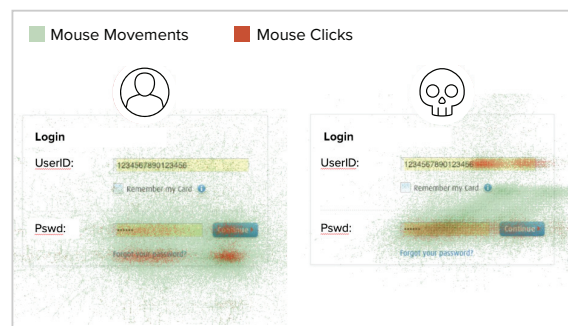 Mouse Movements Mouse Clicks
Login
UserID: 1234567890123456
Remember my Card
Pswd: •••••• Continue
Forgot your password?
Login
UserID: 1234567890123456
Remember my Card
Pswd: •••••• Continue
Forgot your password?